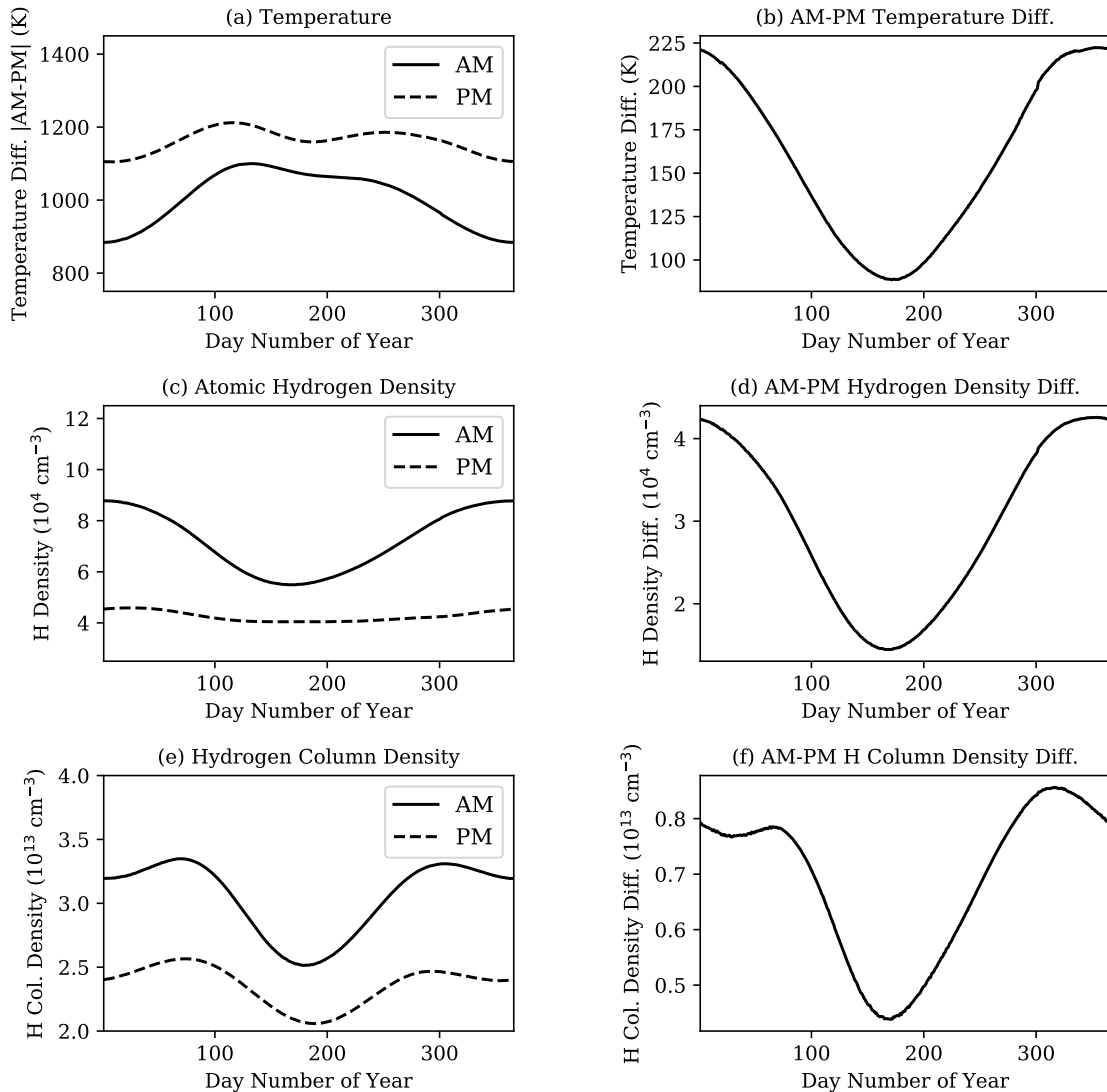 (a) Temperature
Temperature Diff. |AM-PM| (K)
1400
1200
1000
800
AM
PM
100 200 300
Day Number of Year
(b) AM-PM Temperature Diff.
Temperature Diff. (K)
225
200
175
150
125
100
100 200 300
Day Number of Year
(c) Atomic Hydrogen Density
H Density (10⁴ cm⁻³)
12
10
8
6
4
AM
PM
100 200 300
Day Number of Year
(d) AM-PM Hydrogen Density Diff.
H Density Diff. (10⁴ cm⁻³)
4
3
2
100 200 300
Day Number of Year
(e) Hydrogen Column Density
H Col. Density (10¹³ cm⁻³)
4.0
3.5
3.0
2.5
2.0
AM
PM
100 200 300
Day Number of Year
(f) AM-PM H Column Density Diff.
H Col. Density Diff. (10¹³ cm⁻³)
0.8
0.7
0.6
0.5
100 200 300
Day Number of Year